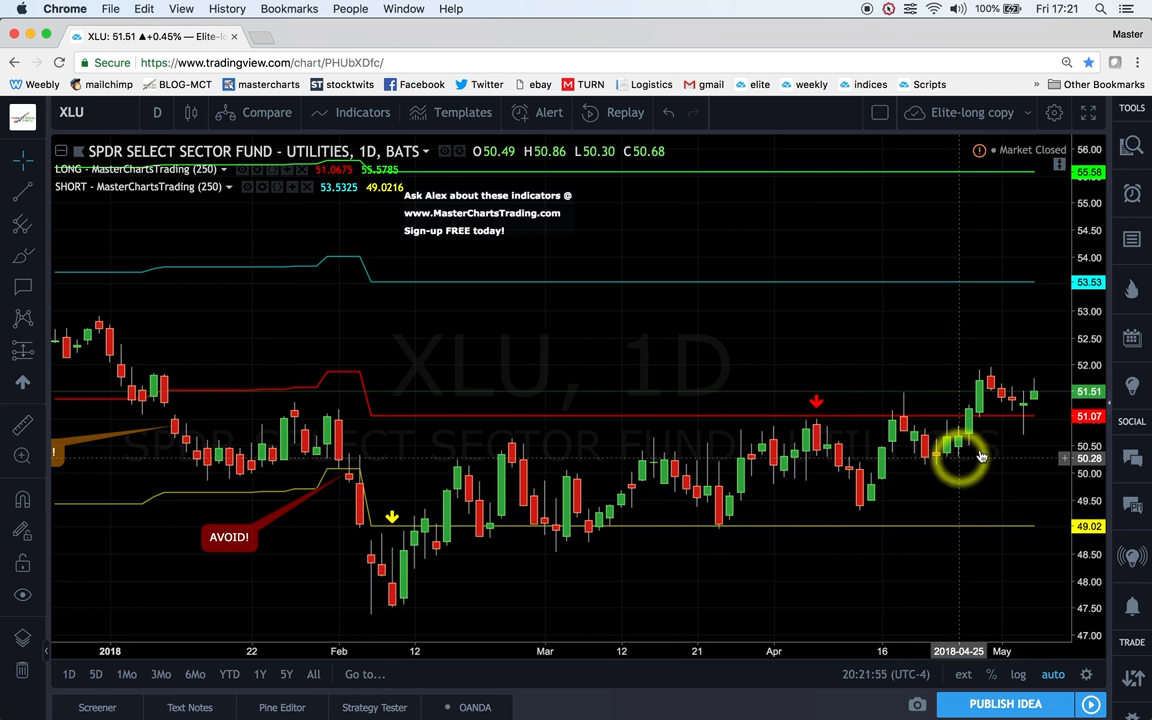 Chrome File Edit View History Bookmarks People Window Help 100% Fri 17:21
XLU: 51.51 ▲+0.45% — Elite-l Master
Secure https://www.tradingview.com/chart/PHUbXDfc/
Weebly mailchimp BLOG-MCT mastercharts stocktwits Facebook Twitter ebay TURN Logistics gmail elite weekly indices Scripts » Other Bookmarks
XLU D Compare Indicators Templates Alert Replay Elite-long copy TOOLS
SPDR SELECT SECTOR FUND - UTILITIES, 1D, BATS O50.49 H50.86 L50.30 C50.68 Market Closed 56.00
LONG - MasterChartsTrading (250) 51.0675 55.5785 55.58
SHORT - MasterChartsTrading (250) 53.5325 49.0216
Ask Alex about these indicators @
www.MasterChartsTrading.com
Sign-up FREE today!
55.00
54.50
54.00
53.53
53.00
52.50
52.00
XLU, 1D
51.51
51.07
SOCIAL
SPDR SELECT SECTOR FUND - UTILITIES
!
50.50
50.28
50.00
49.50
49.02
AVOID!
48.50
48.00
47.50
47.00
TRADE
2018 22 Feb 12 Mar 12 21 Apr 16 2018-04-25 May
1D 5D 1Mo 3Mo 6Mo YTD 1Y 5Y All Go to... 20:21:55 (UTC-4) ext % log auto
Screener Text Notes Pine Editor Strategy Tester OANDA PUBLISH IDEA